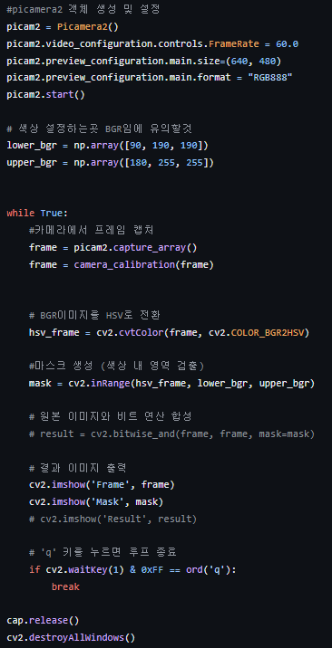 #picamera2 객체 생성 및 설정
picam2 = Picamera2()
picam2.video_configuration.controls.FrameRate = 60.0
picam2.preview_configuration.main.size=(640, 480)
picam2.preview_configuration.main.format = "RGB888"
picam2.start()
# 색상 설정하는곳 BGR임에 유의할것
lower_bgr = np.array([90, 190, 190])
upper_bgr = np.array([180, 255, 255])
while True:
#카메라에서 프레임 캡처
frame = picam2.capture_array()
frame = camera_calibration(frame)
# BGR이미지를 HSV로 전환
hsv_frame = cv2.cvtColor(frame, cv2.COLOR_BGR2HSV)
#마스크 생성 (색상 내 영역 검출)
mask = cv2.inRange(hsv_frame, lower_bgr, upper_bgr)
# 원본 이미지와 비트 연산 합성
# result = cv2.bitwise_and(frame, frame, mask=mask)
# 결과 이미지 출력
cv2.imshow('Frame', frame)
cv2.imshow('Mask', mask)
# cv2.imshow('Result', result)
# 'q' 키를 누르면 루프 종료
if cv2.waitKey(1) & 0xFF == ord('q'):
break
cap.release()
cv2.destroyAllWindows()